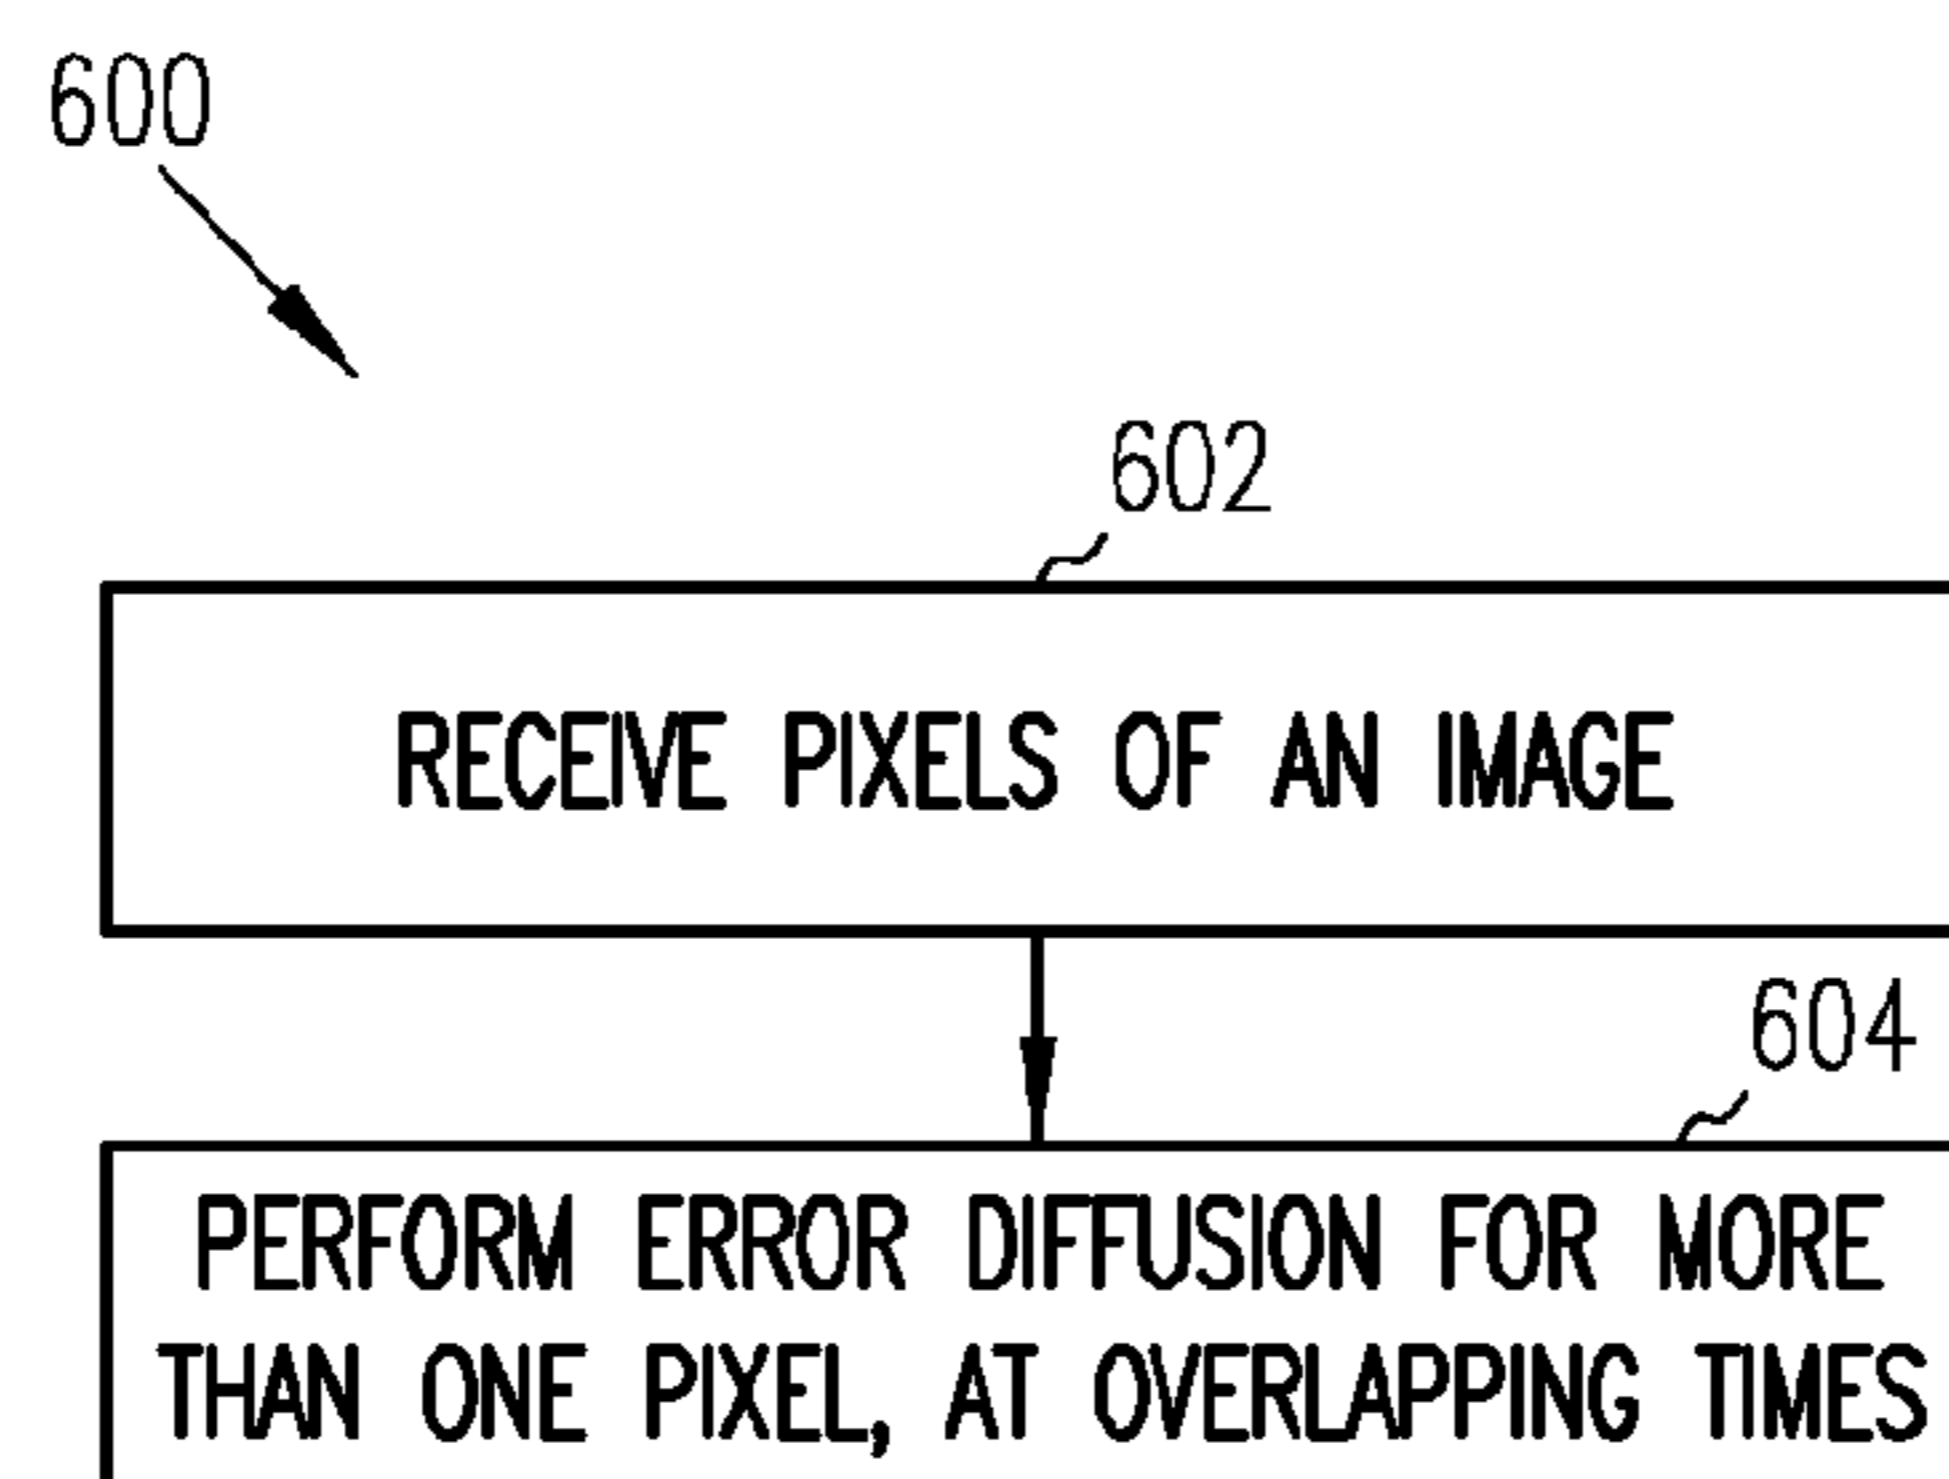 600
602
RECEIVE PIXELS OF AN IMAGE
604
PERFORM ERROR DIFFUSION FOR MORE
THAN ONE PIXEL, AT OVERLAPPING TIMES